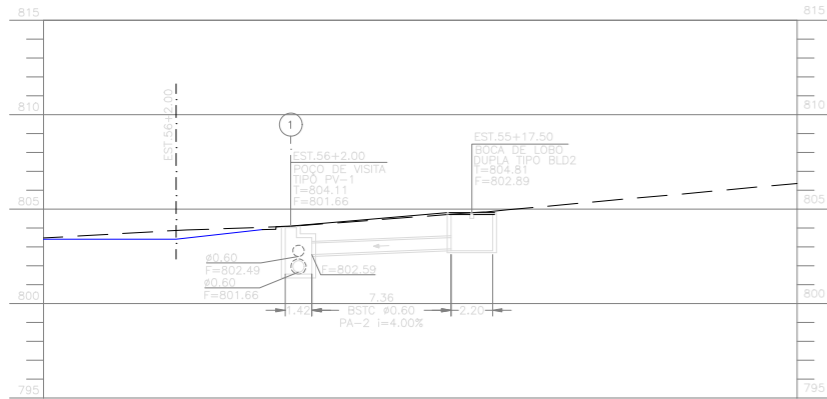 815
815
810
810
EST.56+2.00
1
EST.56+2.00
POÇO DE VISITA
TIPO PV-1
T=804.11
F=801.66
EST.55+17.50
BOCA DE LOBO
DUPLA TIPO BLD2
T=804.81
F=802.89
805
805
ø0.60
F=802.49
ø0.60
F=801.66
F=802.59
800
800
7.36
1.42
BSTC ø0.60
2.20
PA-2 i=4.00%
795
795